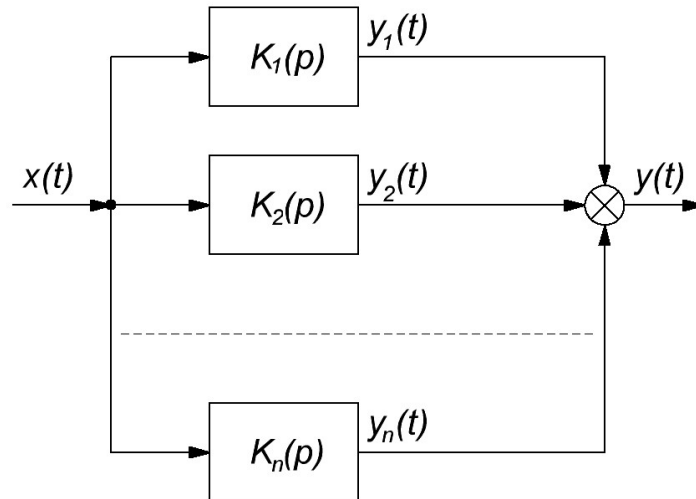 K₁(p) y₁(t)
x(t) K₂(p) y₂(t) y(t)
Kₙ(p) yₙ(t)